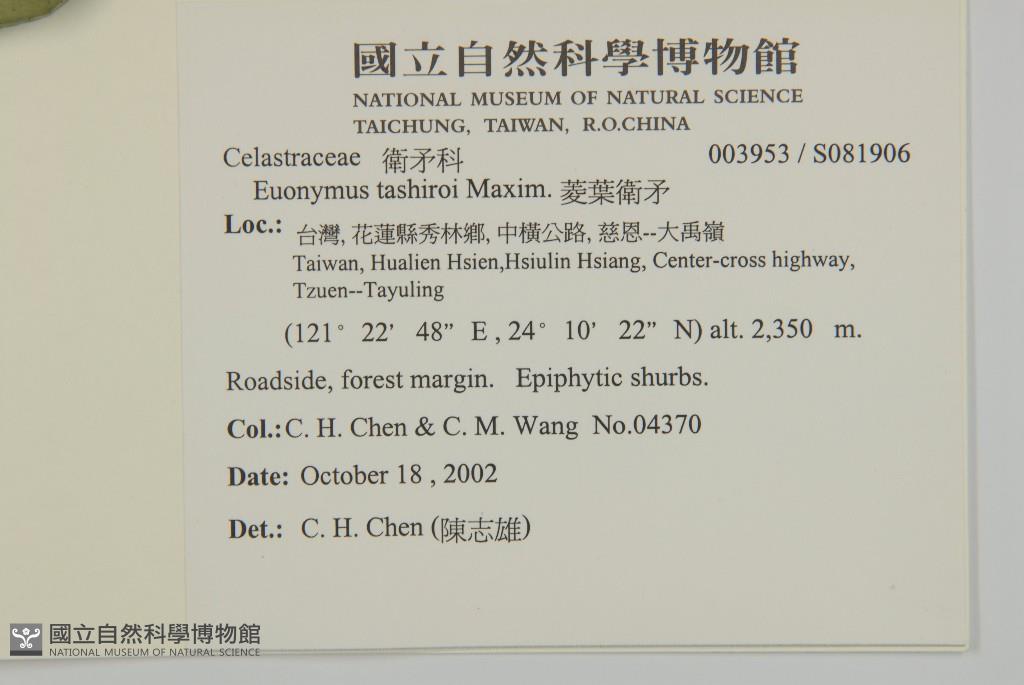 國立自然科學博物館
NATIONAL MUSEUM OF NATURAL SCIENCE
TAICHUNG, TAIWAN, R.O.CHINA
Celastraceae 衛矛科 003953 / S081906
Euonymus tashiroi Maxim. 菱葉衛矛
Loc.: 台灣, 花蓮縣秀林鄉, 中橫公路, 慈恩--大禹嶺
Taiwan, Hualien Hsien,Hsiulin Hsiang, Center-cross highway,
Tzuen--Tayuling
(121° 22’ 48” E , 24° 10’ 22” N) alt. 2,350 m.
Roadside, forest margin. Epiphytic shurbs.
Col.: C. H. Chen & C. M. Wang No.04370
Date: October 18 , 2002
Det.: C. H. Chen (陳志雄)
國立自然科學博物館
NATIONAL MUSEUM OF NATURAL SCIENCE